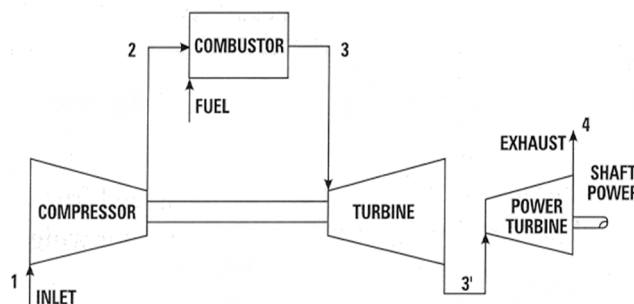 2
COMBUSTOR
3
FUEL
EXHAUST
4
SHAFT
POWER
COMPRESSOR
TURBINE
POWER
TURBINE
1
INLET
3'